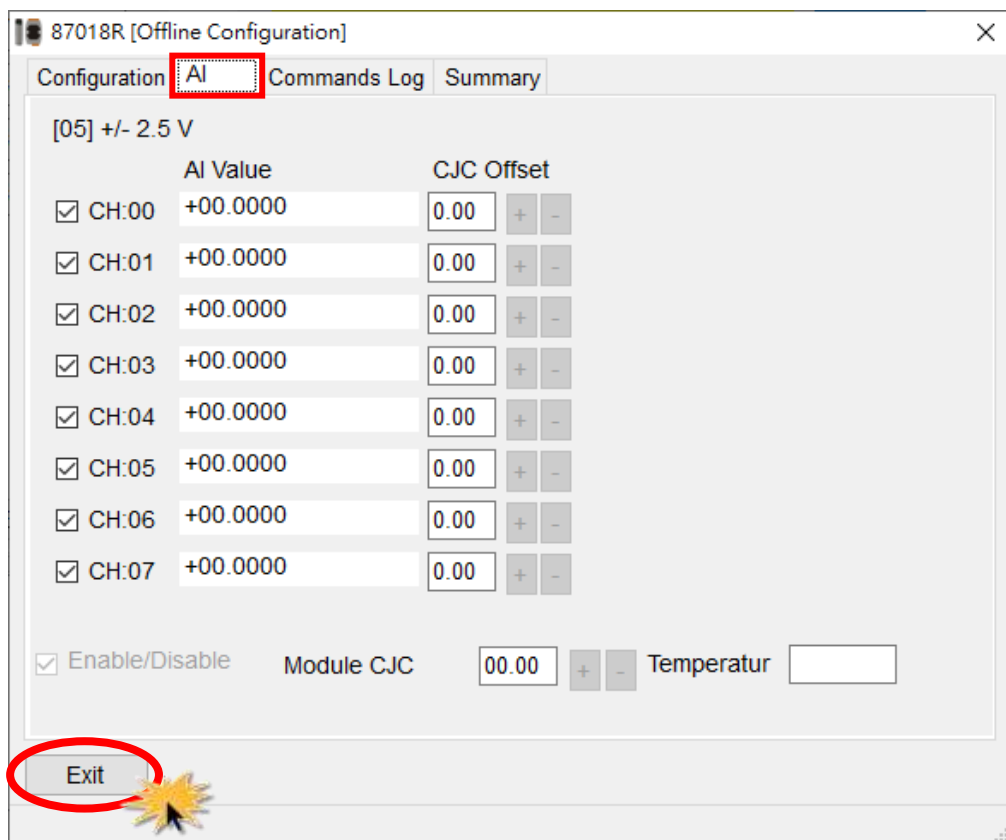 87018R [Offline Configuration]
Configuration AI Commands Log Summary
[05] +/- 2.5 V
AI Value CJC Offset
CH:00 +00.0000 0.00 + -
CH:01 +00.0000 0.00 + -
CH:02 +00.0000 0.00 + -
CH:03 +00.0000 0.00 + -
CH:04 +00.0000 0.00 + -
CH:05 +00.0000 0.00 + -
CH:06 +00.0000 0.00 + -
CH:07 +00.0000 0.00 + -
Enable/Disable Module CJC 00.00 + - Temperatur
Exit